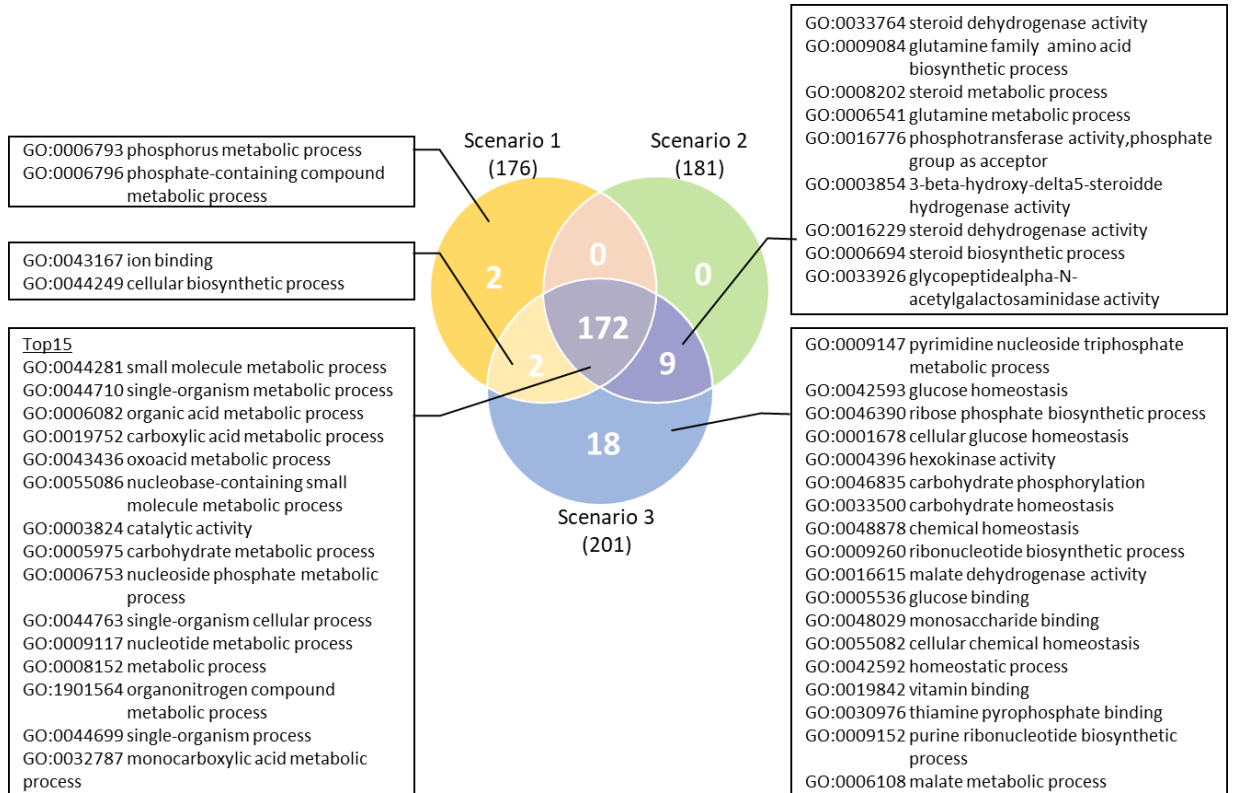 GO:0006793 phosphorus metabolic process
GO:0006796 phosphate-containing compound
metabolic process
GO:0043167 ion binding
GO:0044249 cellular biosynthetic process
Top15
GO:0044281 small molecule metabolic process
GO:0044710 single-organism metabolic process
GO:0006082 organic acid metabolic process
GO:0019752 carboxylic acid metabolic process
GO:0043436 oxoacid metabolic process
GO:0055086 nucleobase-containing small
molecule metabolic process
GO:0003824 catalytic activity
GO:0005975 carbohydrate metabolic process
GO:0006753 nucleoside phosphate metabolic
process
GO:0044763 single-organism cellular process
GO:0009117 nucleotide metabolic process
GO:0008152 metabolic process
GO:1901564 organonitrogen compound
metabolic process
GO:0044699 single-organism process
GO:0032787 monocarboxylic acid metabolic
process
Scenario 1
(176)
Scenario 2
(181)
2
0
0
172
2
9
18
Scenario 3
(201)
GO:0033764 steroid dehydrogenase activity
GO:0009084 glutamine family amino acid
biosynthetic process
GO:0008202 steroid metabolic process
GO:0006541 glutamine metabolic process
GO:0016776 phosphotransferase activity,phosphate
group as acceptor
GO:0003854 3-beta-hydroxy-delta5-steroidde
hydrogenase activity
GO:0016229 steroid dehydrogenase activity
GO:0006694 steroid biosynthetic process
GO:0033926 glycopeptidealpha-N-
acetylgalactosaminidase activity
GO:0009147 pyrimidine nucleoside triphosphate
metabolic process
GO:0042593 glucose homeostasis
GO:0046390 ribose phosphate biosynthetic process
GO:0001678 cellular glucose homeostasis
GO:0004396 hexokinase activity
GO:0046835 carbohydrate phosphorylation
GO:0033500 carbohydrate homeostasis
GO:0048878 chemical homeostasis
GO:0009260 ribonucleotide biosynthetic process
GO:0016615 malate dehydrogenase activity
GO:0005536 glucose binding
GO:0048029 monosaccharide binding
GO:0055082 cellular chemical homeostasis
GO:0042592 homeostatic process
GO:0019842 vitamin binding
GO:0030976 thiamine pyrophosphate binding
GO:0009152 purine ribonucleotide biosynthetic
process
GO:0006108 malate metabolic process